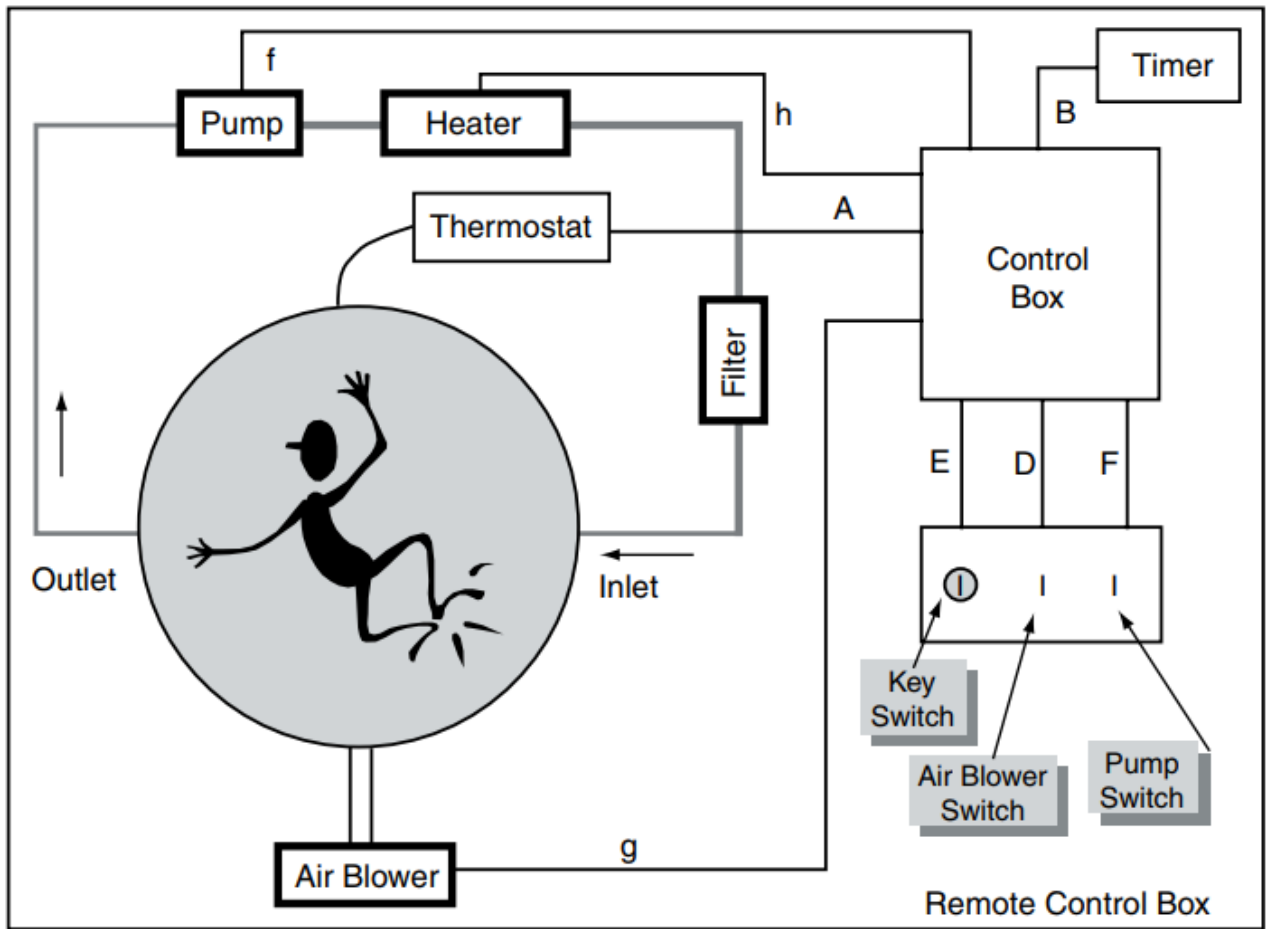 f
Timer
Pump
Heater
h
B
A
Thermostat
Control
Box
Filter
E
D
F
Outlet
Inlet
I
I
I
Key
Switch
Air Blower
Switch
Pump
Switch
g
Air Blower
Remote Control Box